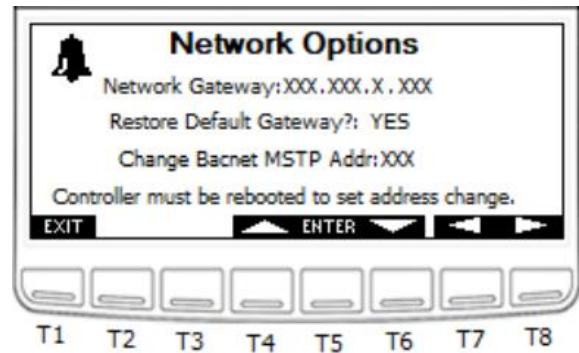 Network Options
Network Gateway:XXX.XXX.X.XXX
Restore Default Gateway?: YES
Change Bacnet MSTP Addr:XXX
Controller must be rebooted to set address change.
EXIT ENTER
T1 T2 T3 T4 T5 T6 T7 T8